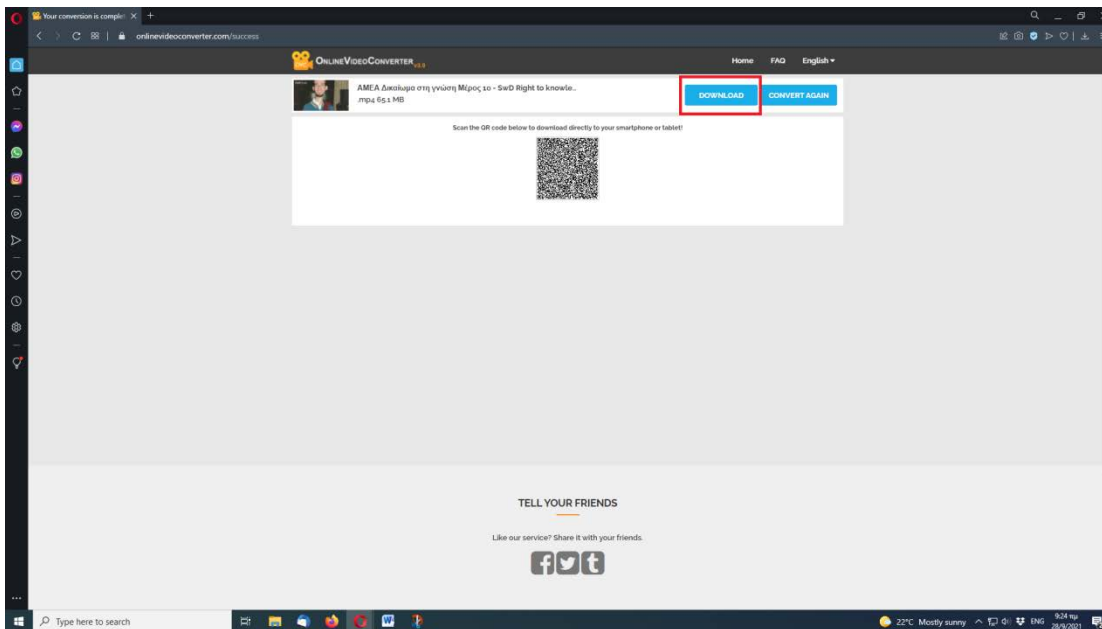 Your conversion is comple
onlinevideoconverter.com/success
ONLINEVIDEOCONVERTER
Home FAQ English
ΑΜΕΑ Δικαίωμα στη γνώση Μέρος 1ο - SwD Right to knowle..
.mp4 65.1 MB
DOWNLOAD CONVERT AGAIN
Scan the QR code below to download directly to your smartphone or tablet!
TELL YOUR FRIENDS
Like our service? Share it with your friends.
Type here to search
22°C Mostly sunny ENG
9:24 πμ
28/9/2021